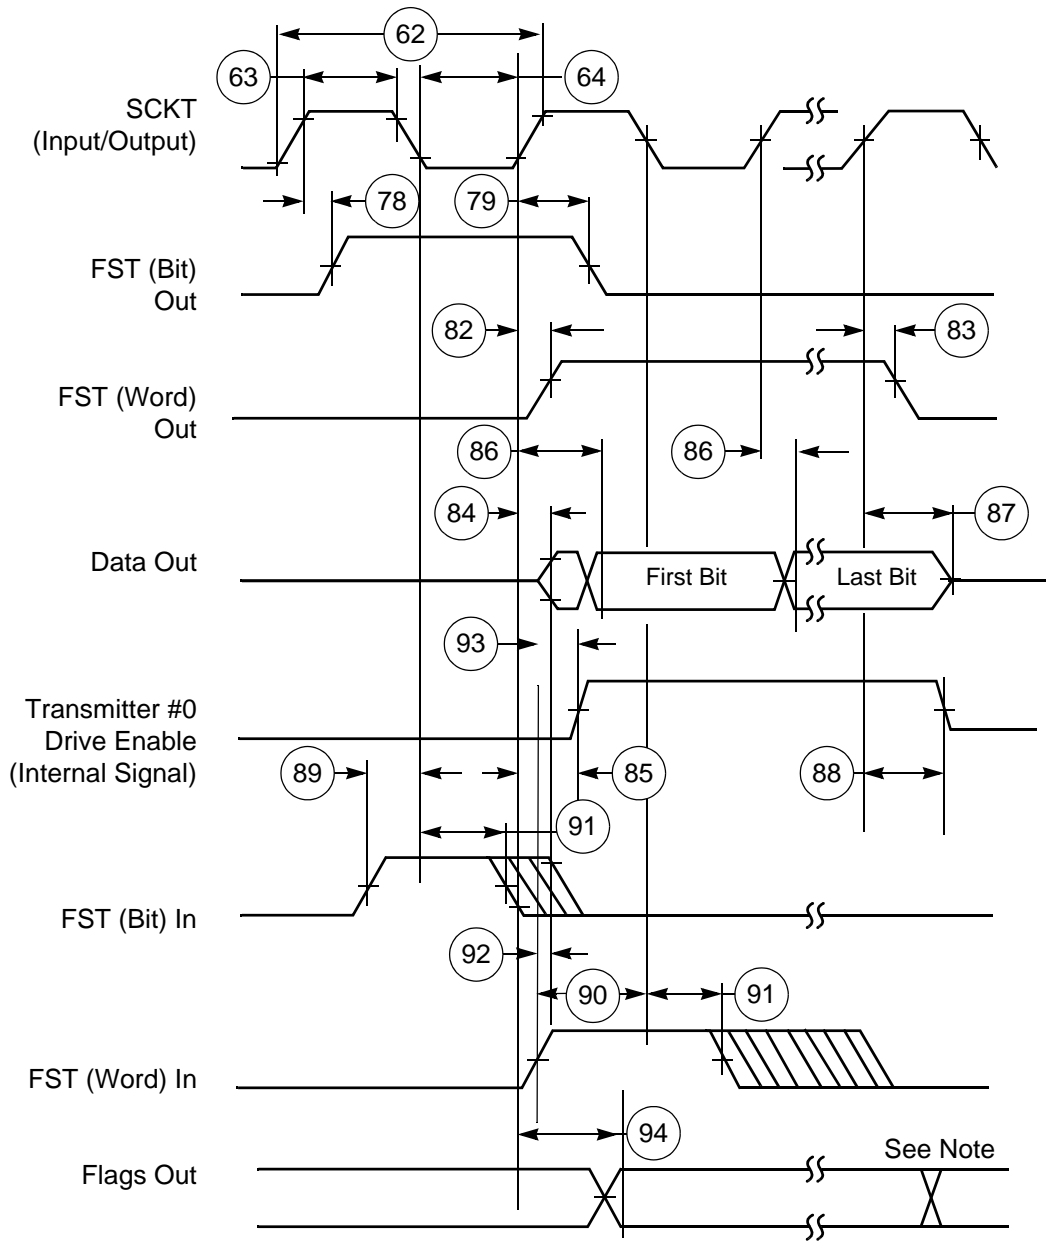 62
63
64
SCKT
(Input/Output)
78
79
FST (Bit)
Out
82
83
FST (Word)
Out
86
86
84
87
Data Out
First Bit
Last Bit
93
Transmitter #0
Drive Enable
(Internal Signal)
89
85
88
91
FST (Bit) In
92
90
91
FST (Word) In
94
See Note
Flags Out